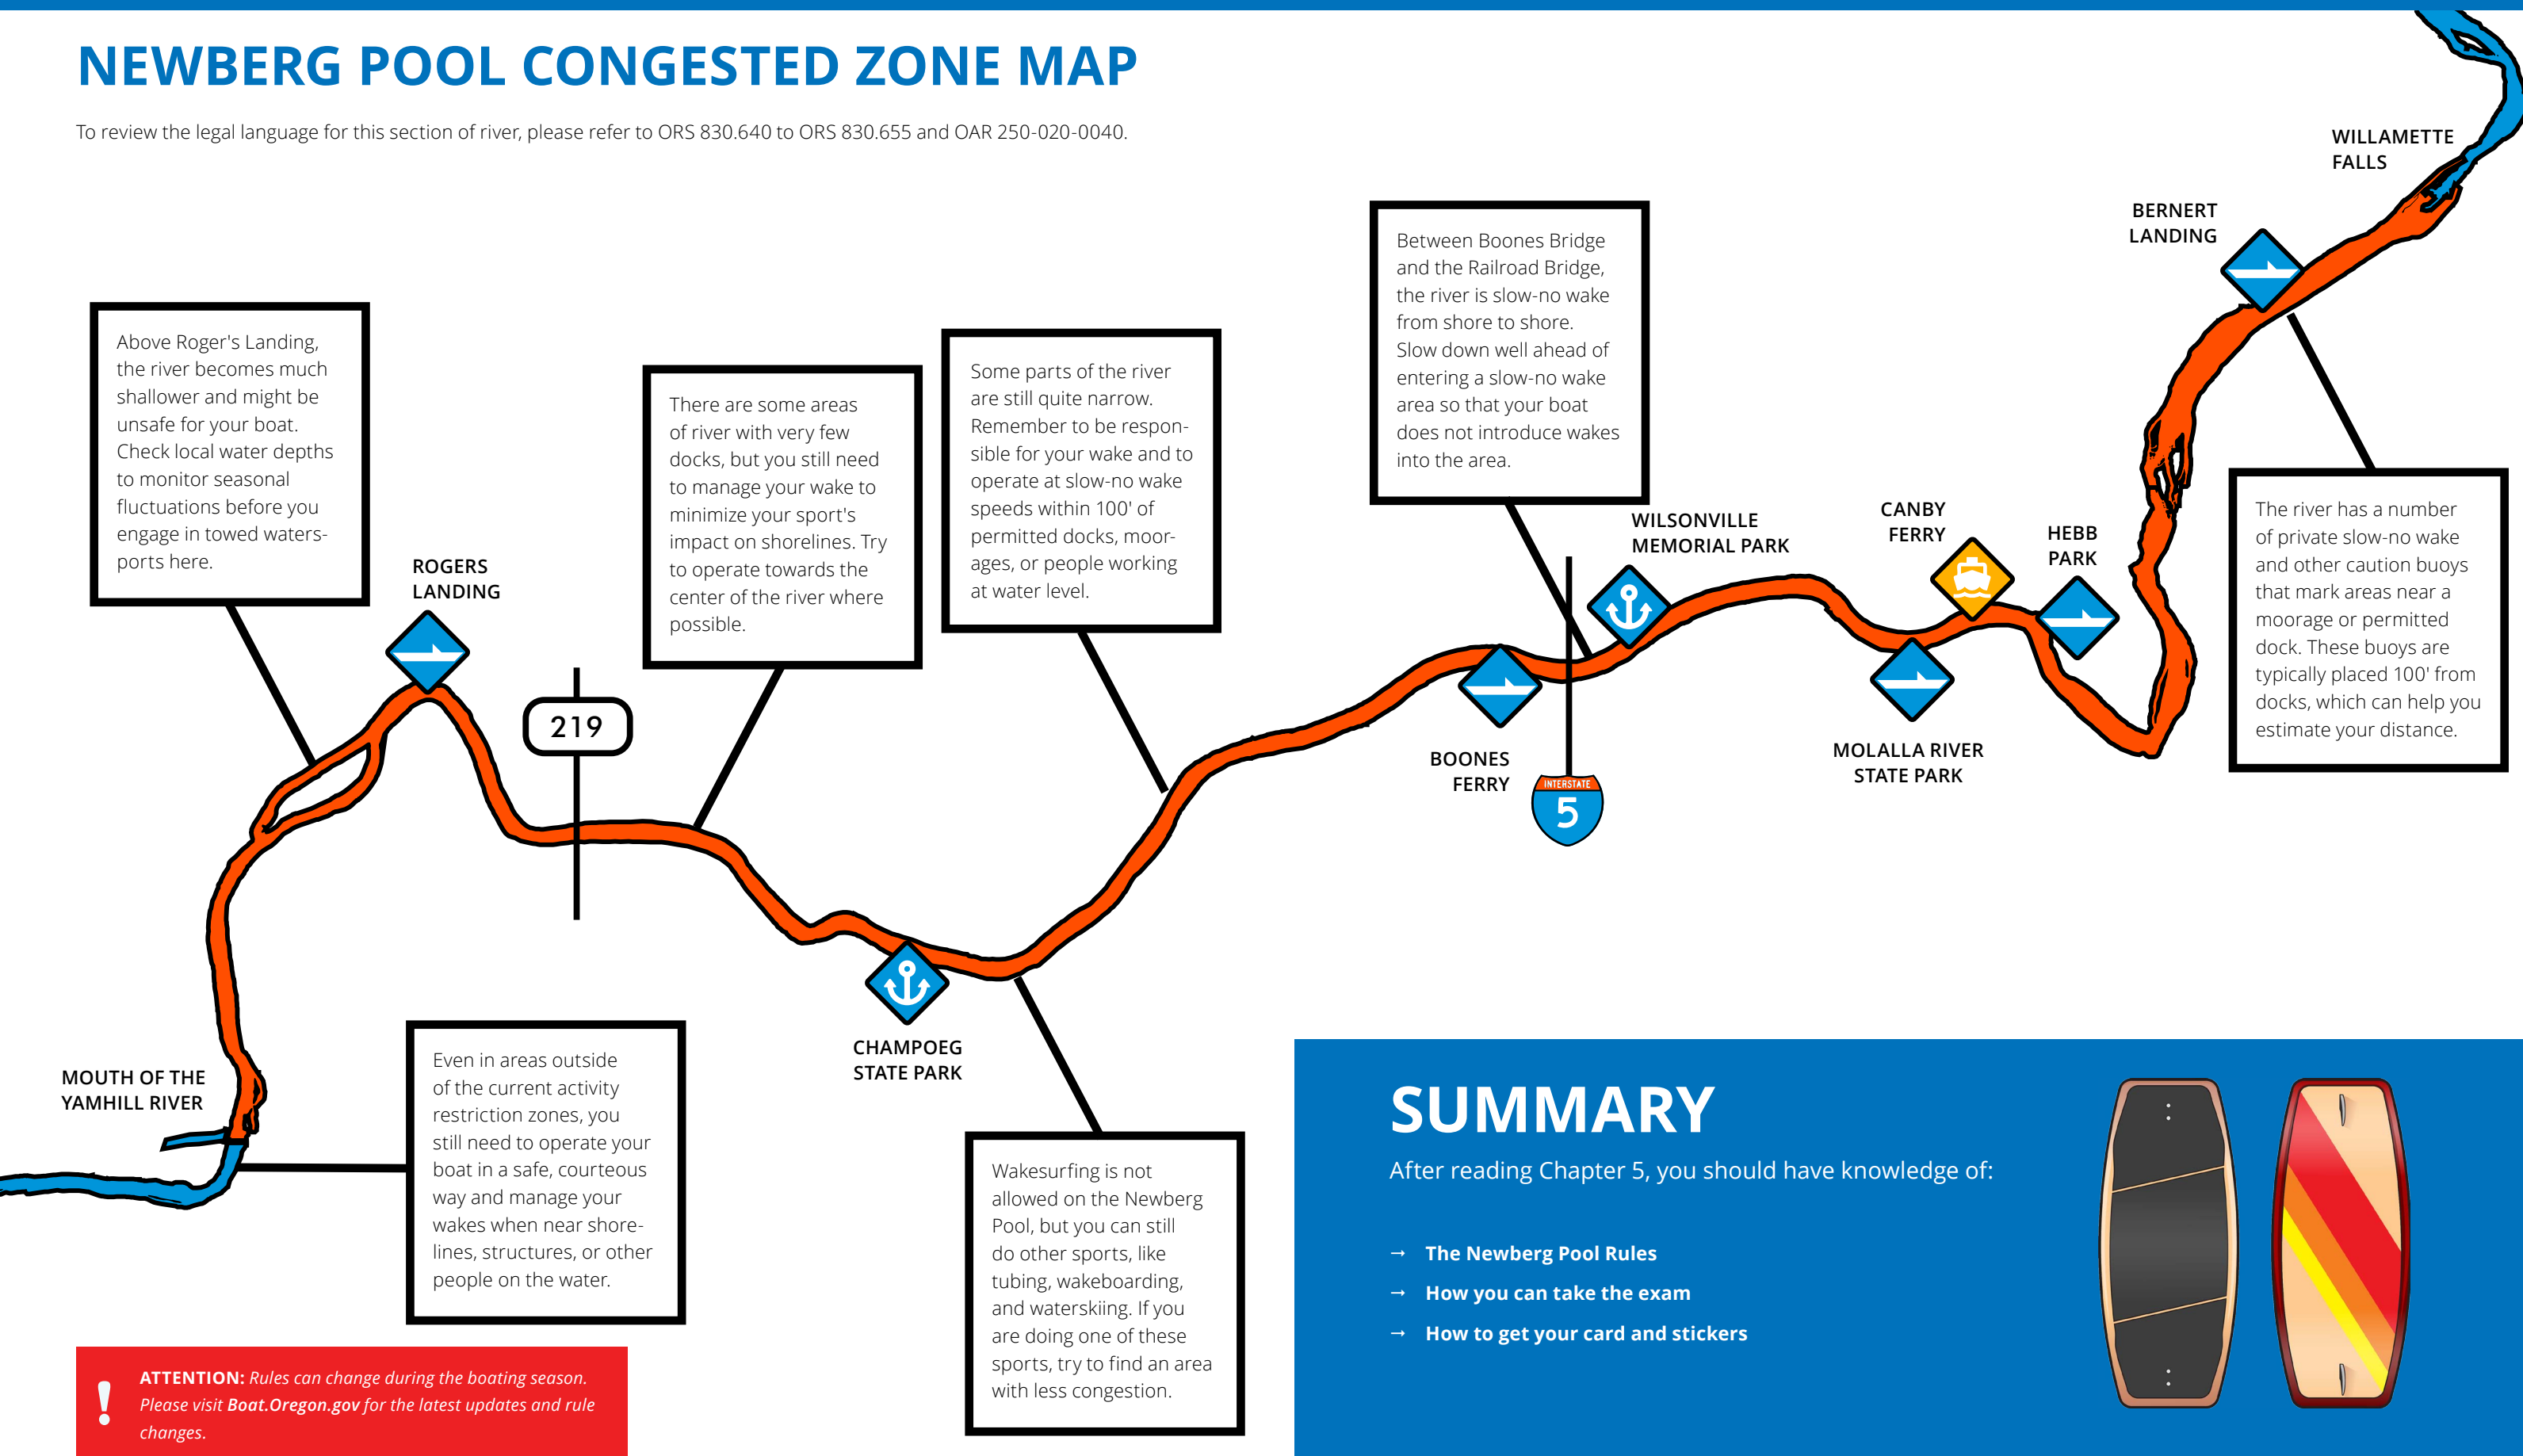 NEWBERG POOL CONGESTED ZONE MAP
To review the legal language for this section of river, please refer to ORS 830.640 to ORS 830.655 and OAR 250-020-0040.
WILLAMETTE
FALLS
BERNERT
LANDING
Above Roger's Landing,
the river becomes much
shallower and might be
unsafe for your boat.
Check local water depths
to monitor seasonal
fluctuations before you
engage in towed waters-
ports here.
ROGERS
LANDING
219
There are some areas
of river with very few
docks, but you still need
to manage your wake to
minimize your sport's
impact on shorelines. Try
to operate towards the
center of the river where
possible.
Some parts of the river
are still quite narrow.
Remember to be respon-
sible for your wake and to
operate at slow-no wake
speeds within 100' of
permitted docks, moor-
ages, or people working
at water level.
Between Boones Bridge
and the Railroad Bridge,
the river is slow-no wake
from shore to shore.
Slow down well ahead of
entering a slow-no wake
area so that your boat
does not introduce wakes
into the area.
WILSONVILLE
MEMORIAL PARK
CANBY
FERRY
HEBB
PARK
The river has a number
of private slow-no wake
and other caution buoys
that mark areas near a
moorage or permitted
dock. These buoys are
typically placed 100' from
docks, which can help you
estimate your distance.
BOONES
FERRY
INTERSTATE
5
MOLALLA RIVER
STATE PARK
CHAMPOEG
STATE PARK
MOUTH OF THE
YAMHILL RIVER
Even in areas outside
of the current activity
restriction zones, you
still need to operate your
boat in a safe, courteous
way and manage your
wakes when near shore-
lines, structures, or other
people on the water.
Wakesurfing is not
allowed on the Newberg
Pool, but you can still
do other sports, like
tubing, wakeboarding,
and waterskiing. If you
are doing one of these
sports, try to find an area
with less congestion.
! ATTENTION: Rules can change during the boating season.
Please visit Boat.Oregon.gov for the latest updates and rule
changes.
SUMMARY
After reading Chapter 5, you should have knowledge of:
→ The Newberg Pool Rules
→ How you can take the exam
→ How to get your card and stickers